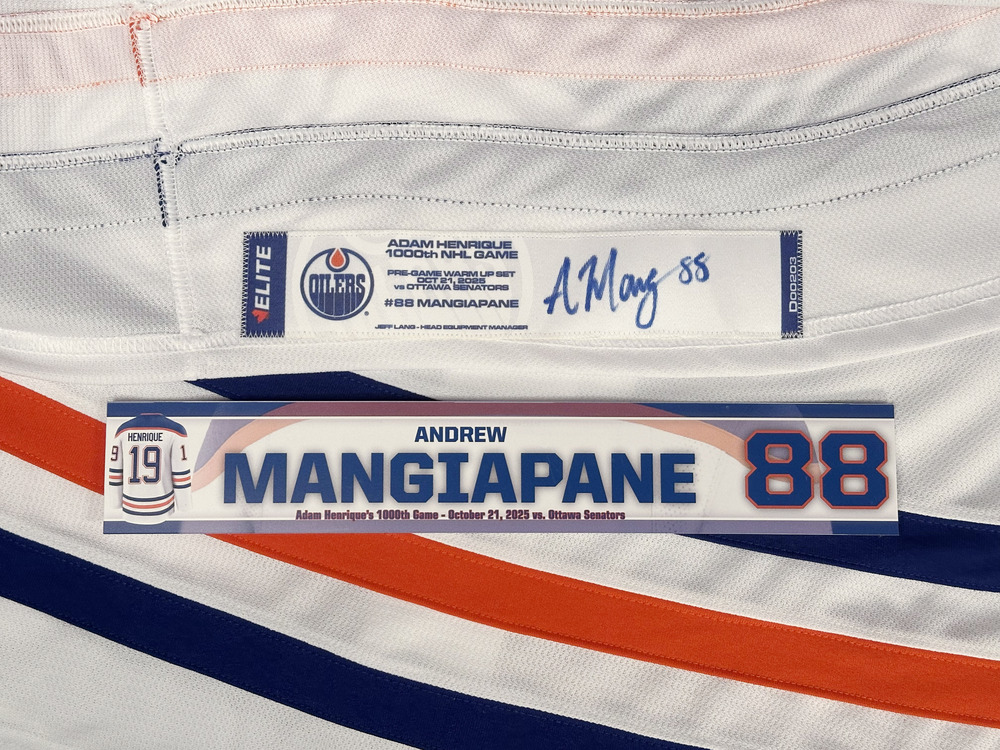 ELITE
OILERS
ADAM HENRIQUE
1000th NHL GAME
PRE-GAME WARM UP SET
OCT 21, 2025
vs OTTAWA SENATORS
#88 MANGIAPANE
JEFF LANG - HEAD EQUIPMENT MANAGER
A Mang 88
D00203
HENRIQUE
9 19 1
ANDREW
MANGIAPANE
88
Adam Henrique's 1000th Game - October 21, 2025 vs. Ottawa Senators